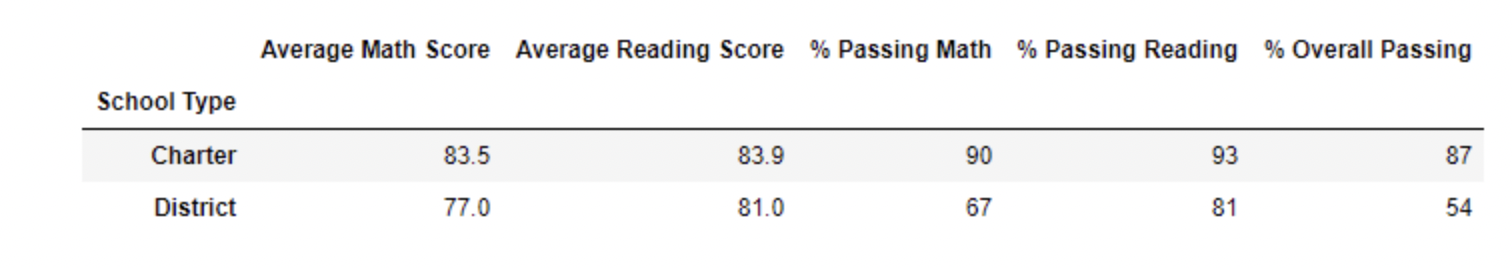 Average Math Score Average Reading Score % Passing Math % Passing Reading % Overall Passing
School Type
Charter 83.5 83.9 90 93 87
District 77.0 81.0 67 81 54